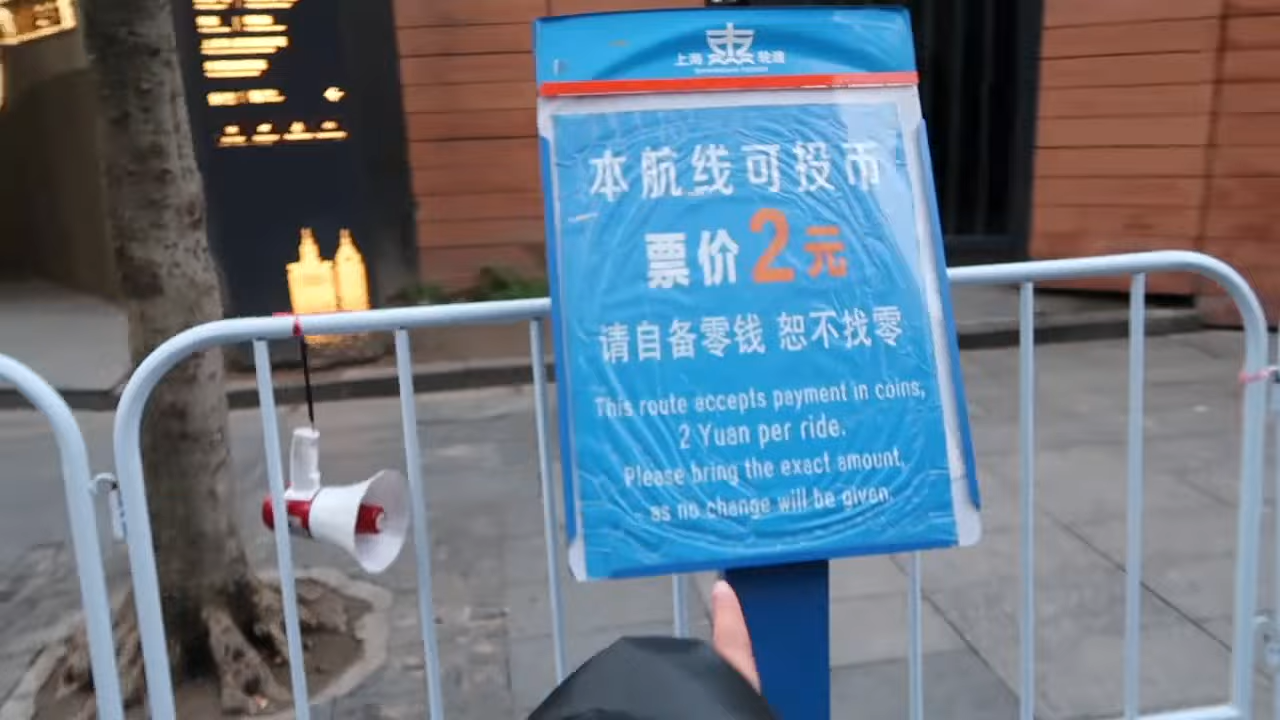 上海轮渡
本航线可投币
票价2元
请自备零钱 恕不找零
This route accepts payment in coins,
2 Yuan per ride.
Please bring the exact amount,
as no change will be given.